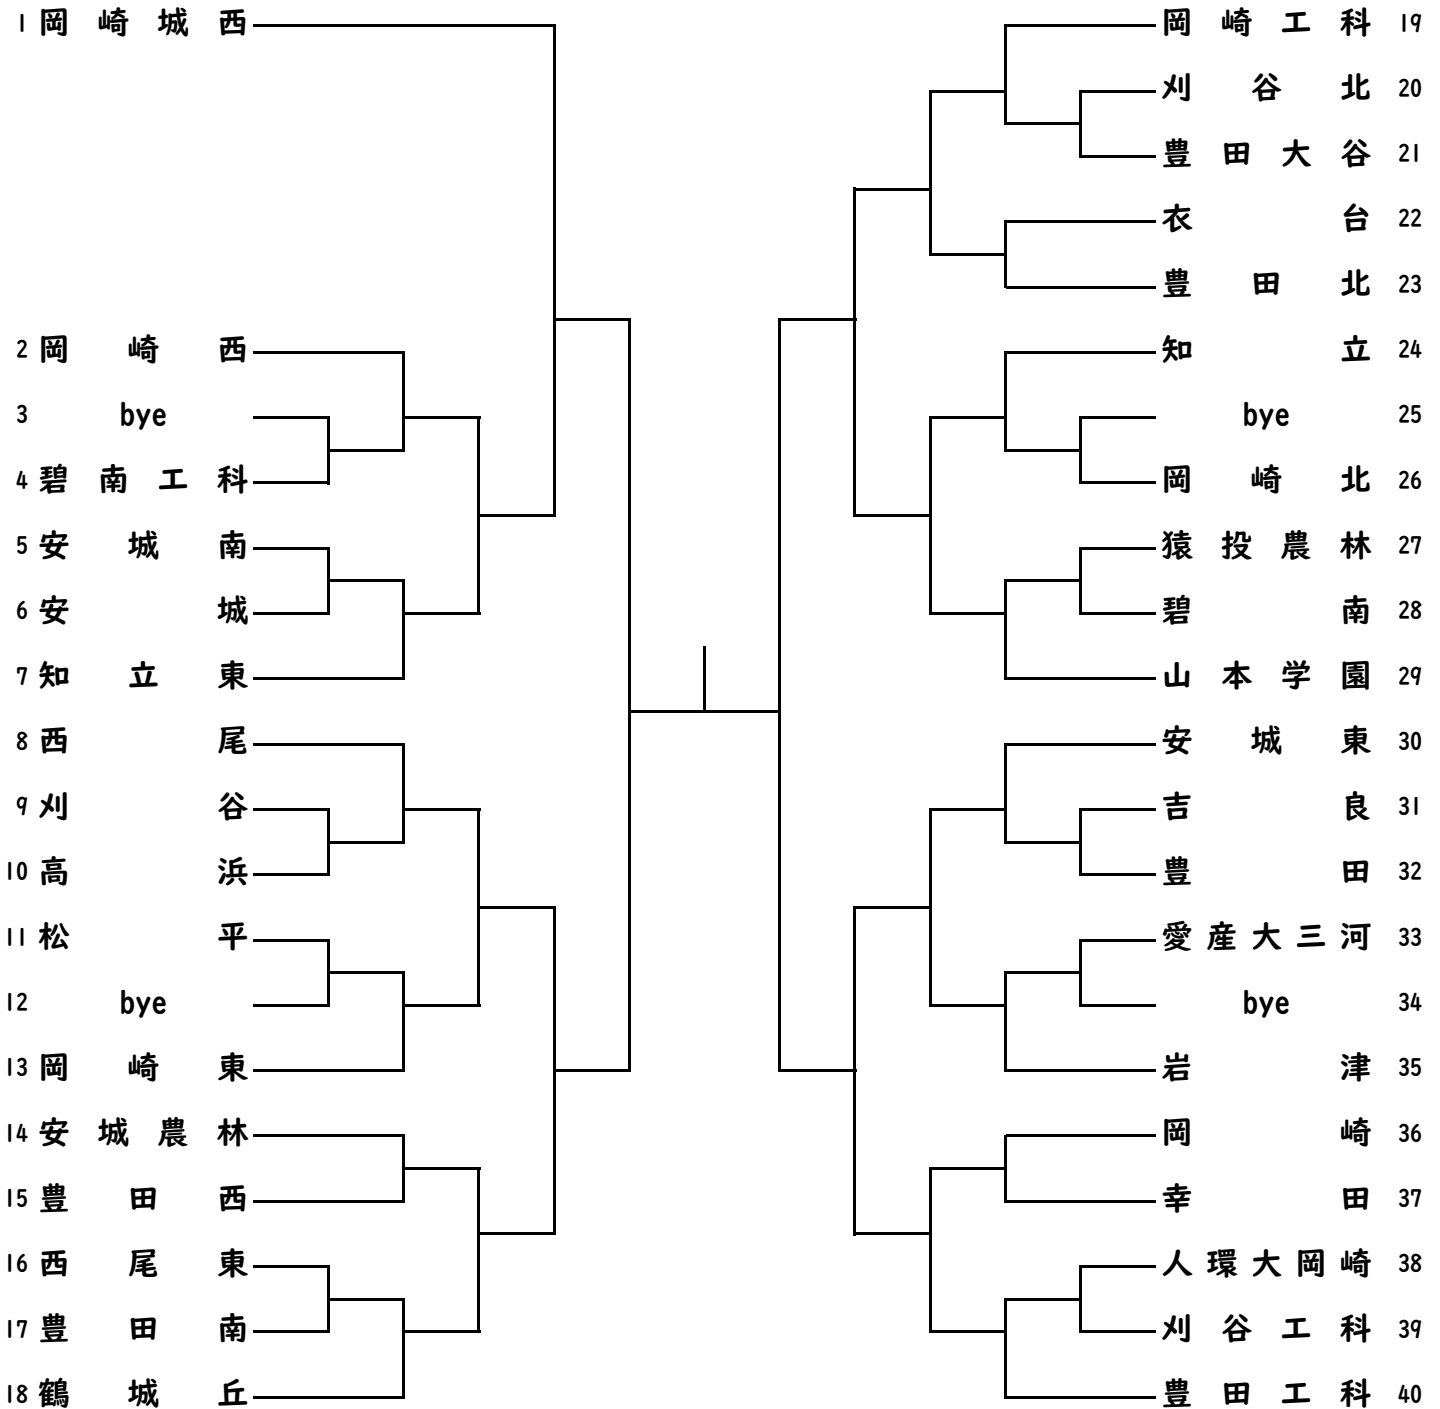 1 岡崎城西
2 岡崎西
3 bye
4 碧南工科
5 安城南
6 安城
7 知立東
8 西尾
9 刈谷
10 高浜
11 松平
12 bye
13 岡崎東
14 安城農林
15 豊田西
16 西尾東
17 豊田南
18 鶴城丘
岡崎工科 19
刈谷北 20
豊田大谷 21
衣台 22
豊田北 23
知立 24
bye 25
岡崎北 26
猿投農林 27
碧南 28
山本学園 29
安城東 30
吉良 31
豊田 32
愛産大三河 33
bye 34
岩津 35
岡崎 36
幸田 37
人環大岡崎 38
刈谷工科 39
豊田工科 40